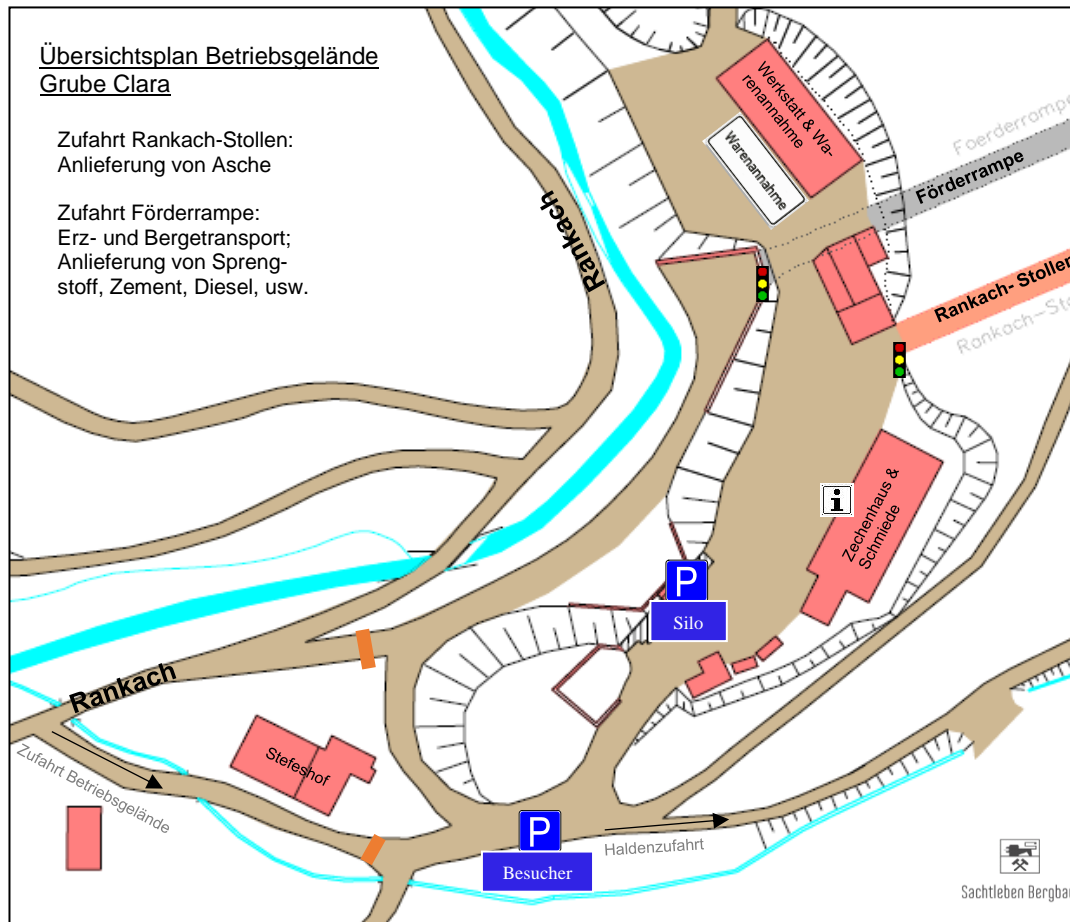 Übersichtsplan Betriebsgelände
Grube Clara
Zufahrt Rankach-Stollen:
Anlieferung von Asche
Zufahrt Förderrampe:
Erz- und Bergetransport;
Anlieferung von Spreng-
stoff, Zement, Diesel, usw.
Werkstatt & Wa-
renannahme
Warenannahme
Foerderrampe
Förderrampe
Rankach
Rankach- Stollen
Rankach-Sto
i
Zechenhaus &
Schmiede
P
Silo
Rankach
Zufahrt Betriebsgelände
Stefeshof
P
Besucher
Haldenzufahrt
Sachtleben Bergbau